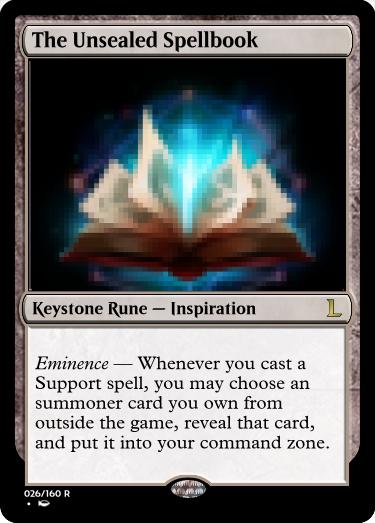 The Unsealed Spellbook
Keystone Rune — Inspiration
L
Eminence — Whenever you cast a
Support spell, you may choose an
summoner card you own from
outside the game, reveal that card,
and put it into your command zone.
026/160 R
•